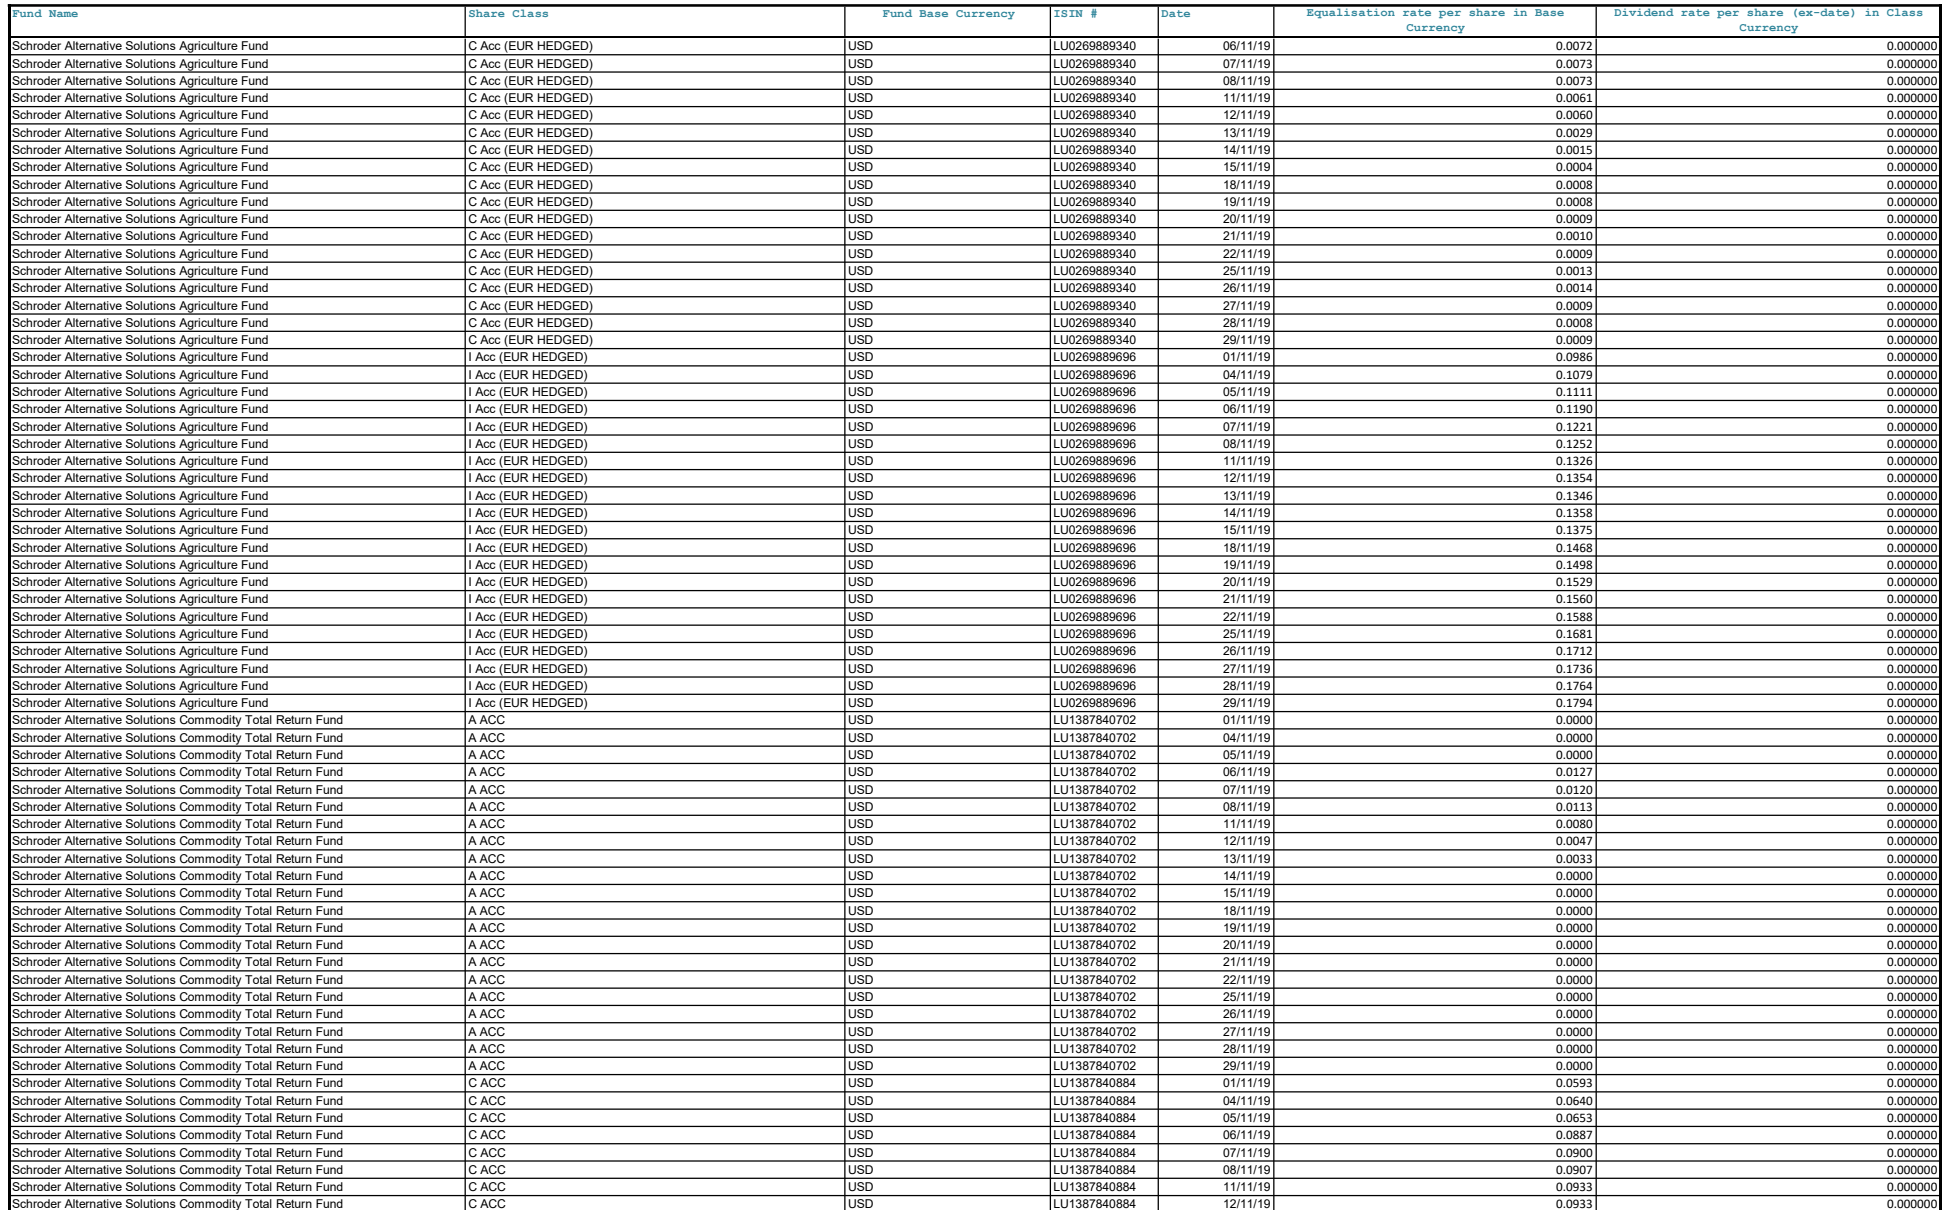 Fund Name Share Class Fund Base Currency ISIN # Date Equalisation rate per share in Base Currency Dividend rate per share (ex-date) in Class Currency
Schroder Alternative Solutions Agriculture Fund C Acc (EUR HEDGED) USD LU0269889340 06/11/19 0.0072 0.000000
Schroder Alternative Solutions Agriculture Fund C Acc (EUR HEDGED) USD LU0269889340 07/11/19 0.0073 0.000000
Schroder Alternative Solutions Agriculture Fund C Acc (EUR HEDGED) USD LU0269889340 08/11/19 0.0073 0.000000
Schroder Alternative Solutions Agriculture Fund C Acc (EUR HEDGED) USD LU0269889340 11/11/19 0.0061 0.000000
Schroder Alternative Solutions Agriculture Fund C Acc (EUR HEDGED) USD LU0269889340 12/11/19 0.0060 0.000000
Schroder Alternative Solutions Agriculture Fund C Acc (EUR HEDGED) USD LU0269889340 13/11/19 0.0029 0.000000
Schroder Alternative Solutions Agriculture Fund C Acc (EUR HEDGED) USD LU0269889340 14/11/19 0.0015 0.000000
Schroder Alternative Solutions Agriculture Fund C Acc (EUR HEDGED) USD LU0269889340 15/11/19 0.0004 0.000000
Schroder Alternative Solutions Agriculture Fund C Acc (EUR HEDGED) USD LU0269889340 18/11/19 0.0008 0.000000
Schroder Alternative Solutions Agriculture Fund C Acc (EUR HEDGED) USD LU0269889340 19/11/19 0.0008 0.000000
Schroder Alternative Solutions Agriculture Fund C Acc (EUR HEDGED) USD LU0269889340 20/11/19 0.0009 0.000000
Schroder Alternative Solutions Agriculture Fund C Acc (EUR HEDGED) USD LU0269889340 21/11/19 0.0010 0.000000
Schroder Alternative Solutions Agriculture Fund C Acc (EUR HEDGED) USD LU0269889340 22/11/19 0.0009 0.000000
Schroder Alternative Solutions Agriculture Fund C Acc (EUR HEDGED) USD LU0269889340 25/11/19 0.0013 0.000000
Schroder Alternative Solutions Agriculture Fund C Acc (EUR HEDGED) USD LU0269889340 26/11/19 0.0014 0.000000
Schroder Alternative Solutions Agriculture Fund C Acc (EUR HEDGED) USD LU0269889340 27/11/19 0.0009 0.000000
Schroder Alternative Solutions Agriculture Fund C Acc (EUR HEDGED) USD LU0269889340 28/11/19 0.0008 0.000000
Schroder Alternative Solutions Agriculture Fund C Acc (EUR HEDGED) USD LU0269889340 29/11/19 0.0009 0.000000
Schroder Alternative Solutions Agriculture Fund I Acc (EUR HEDGED) USD LU0269889696 01/11/19 0.0986 0.000000
Schroder Alternative Solutions Agriculture Fund I Acc (EUR HEDGED) USD LU0269889696 04/11/19 0.1079 0.000000
Schroder Alternative Solutions Agriculture Fund I Acc (EUR HEDGED) USD LU0269889696 05/11/19 0.1111 0.000000
Schroder Alternative Solutions Agriculture Fund I Acc (EUR HEDGED) USD LU0269889696 06/11/19 0.1190 0.000000
Schroder Alternative Solutions Agriculture Fund I Acc (EUR HEDGED) USD LU0269889696 07/11/19 0.1221 0.000000
Schroder Alternative Solutions Agriculture Fund I Acc (EUR HEDGED) USD LU0269889696 08/11/19 0.1252 0.000000
Schroder Alternative Solutions Agriculture Fund I Acc (EUR HEDGED) USD LU0269889696 11/11/19 0.1326 0.000000
Schroder Alternative Solutions Agriculture Fund I Acc (EUR HEDGED) USD LU0269889696 12/11/19 0.1354 0.000000
Schroder Alternative Solutions Agriculture Fund I Acc (EUR HEDGED) USD LU0269889696 13/11/19 0.1346 0.000000
Schroder Alternative Solutions Agriculture Fund I Acc (EUR HEDGED) USD LU0269889696 14/11/19 0.1358 0.000000
Schroder Alternative Solutions Agriculture Fund I Acc (EUR HEDGED) USD LU0269889696 15/11/19 0.1375 0.000000
Schroder Alternative Solutions Agriculture Fund I Acc (EUR HEDGED) USD LU0269889696 18/11/19 0.1468 0.000000
Schroder Alternative Solutions Agriculture Fund I Acc (EUR HEDGED) USD LU0269889696 19/11/19 0.1498 0.000000
Schroder Alternative Solutions Agriculture Fund I Acc (EUR HEDGED) USD LU0269889696 20/11/19 0.1529 0.000000
Schroder Alternative Solutions Agriculture Fund I Acc (EUR HEDGED) USD LU0269889696 21/11/19 0.1560 0.000000
Schroder Alternative Solutions Agriculture Fund I Acc (EUR HEDGED) USD LU0269889696 22/11/19 0.1588 0.000000
Schroder Alternative Solutions Agriculture Fund I Acc (EUR HEDGED) USD LU0269889696 25/11/19 0.1681 0.000000
Schroder Alternative Solutions Agriculture Fund I Acc (EUR HEDGED) USD LU0269889696 26/11/19 0.1712 0.000000
Schroder Alternative Solutions Agriculture Fund I Acc (EUR HEDGED) USD LU0269889696 27/11/19 0.1736 0.000000
Schroder Alternative Solutions Agriculture Fund I Acc (EUR HEDGED) USD LU0269889696 28/11/19 0.1764 0.000000
Schroder Alternative Solutions Agriculture Fund I Acc (EUR HEDGED) USD LU0269889696 29/11/19 0.1794 0.000000
Schroder Alternative Solutions Commodity Total Return Fund A ACC USD LU1387840702 01/11/19 0.0000 0.000000
Schroder Alternative Solutions Commodity Total Return Fund A ACC USD LU1387840702 04/11/19 0.0000 0.000000
Schroder Alternative Solutions Commodity Total Return Fund A ACC USD LU1387840702 05/11/19 0.0000 0.000000
Schroder Alternative Solutions Commodity Total Return Fund A ACC USD LU1387840702 06/11/19 0.0127 0.000000
Schroder Alternative Solutions Commodity Total Return Fund A ACC USD LU1387840702 07/11/19 0.0120 0.000000
Schroder Alternative Solutions Commodity Total Return Fund A ACC USD LU1387840702 08/11/19 0.0113 0.000000
Schroder Alternative Solutions Commodity Total Return Fund A ACC USD LU1387840702 11/11/19 0.0080 0.000000
Schroder Alternative Solutions Commodity Total Return Fund A ACC USD LU1387840702 12/11/19 0.0047 0.000000
Schroder Alternative Solutions Commodity Total Return Fund A ACC USD LU1387840702 13/11/19 0.0033 0.000000
Schroder Alternative Solutions Commodity Total Return Fund A ACC USD LU1387840702 14/11/19 0.0000 0.000000
Schroder Alternative Solutions Commodity Total Return Fund A ACC USD LU1387840702 15/11/19 0.0000 0.000000
Schroder Alternative Solutions Commodity Total Return Fund A ACC USD LU1387840702 18/11/19 0.0000 0.000000
Schroder Alternative Solutions Commodity Total Return Fund A ACC USD LU1387840702 19/11/19 0.0000 0.000000
Schroder Alternative Solutions Commodity Total Return Fund A ACC USD LU1387840702 20/11/19 0.0000 0.000000
Schroder Alternative Solutions Commodity Total Return Fund A ACC USD LU1387840702 21/11/19 0.0000 0.000000
Schroder Alternative Solutions Commodity Total Return Fund A ACC USD LU1387840702 22/11/19 0.0000 0.000000
Schroder Alternative Solutions Commodity Total Return Fund A ACC USD LU1387840702 25/11/19 0.0000 0.000000
Schroder Alternative Solutions Commodity Total Return Fund A ACC USD LU1387840702 26/11/19 0.0000 0.000000
Schroder Alternative Solutions Commodity Total Return Fund A ACC USD LU1387840702 27/11/19 0.0000 0.000000
Schroder Alternative Solutions Commodity Total Return Fund A ACC USD LU1387840702 28/11/19 0.0000 0.000000
Schroder Alternative Solutions Commodity Total Return Fund A ACC USD LU1387840702 29/11/19 0.0000 0.000000
Schroder Alternative Solutions Commodity Total Return Fund C ACC USD LU1387840884 01/11/19 0.0593 0.000000
Schroder Alternative Solutions Commodity Total Return Fund C ACC USD LU1387840884 04/11/19 0.0640 0.000000
Schroder Alternative Solutions Commodity Total Return Fund C ACC USD LU1387840884 05/11/19 0.0653 0.000000
Schroder Alternative Solutions Commodity Total Return Fund C ACC USD LU1387840884 06/11/19 0.0887 0.000000
Schroder Alternative Solutions Commodity Total Return Fund C ACC USD LU1387840884 07/11/19 0.0900 0.000000
Schroder Alternative Solutions Commodity Total Return Fund C ACC USD LU1387840884 08/11/19 0.0907 0.000000
Schroder Alternative Solutions Commodity Total Return Fund C ACC USD LU1387840884 11/11/19 0.0933 0.000000
Schroder Alternative Solutions Commodity Total Return Fund C ACC USD LU1387840884 12/11/19 0.0933 0.000000